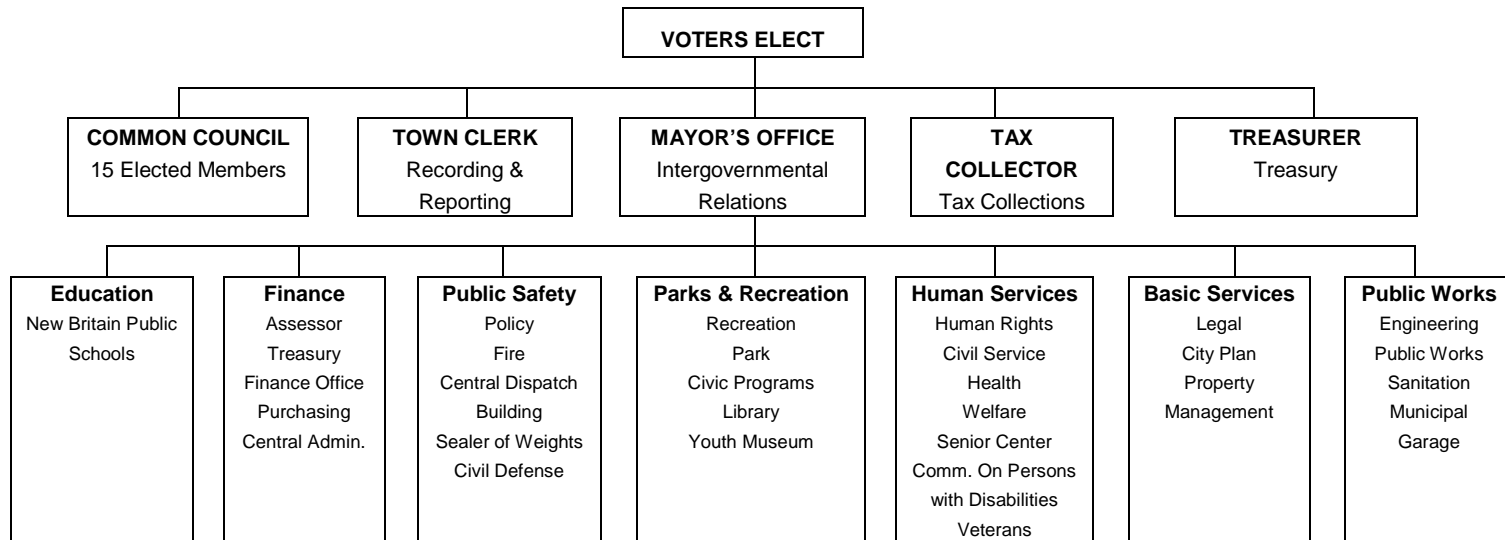 VOTERS ELECT
COMMON COUNCIL
15 Elected Members
TOWN CLERK
Recording &
Reporting
MAYOR’S OFFICE
Intergovernmental
Relations
TAX
COLLECTOR
Tax Collections
TREASURER
Treasury
Education
New Britain Public
Schools
Finance
Assessor
Treasury
Finance Office
Purchasing
Central Admin.
Public Safety
Policy
Fire
Central Dispatch
Building
Sealer of Weights
Civil Defense
Parks & Recreation
Recreation
Park
Civic Programs
Library
Youth Museum
Human Services
Human Rights
Civil Service
Health
Welfare
Senior Center
Comm. On Persons
with Disabilities
Veterans
Basic Services
Legal
City Plan
Property
Management
Public Works
Engineering
Public Works
Sanitation
Municipal
Garage